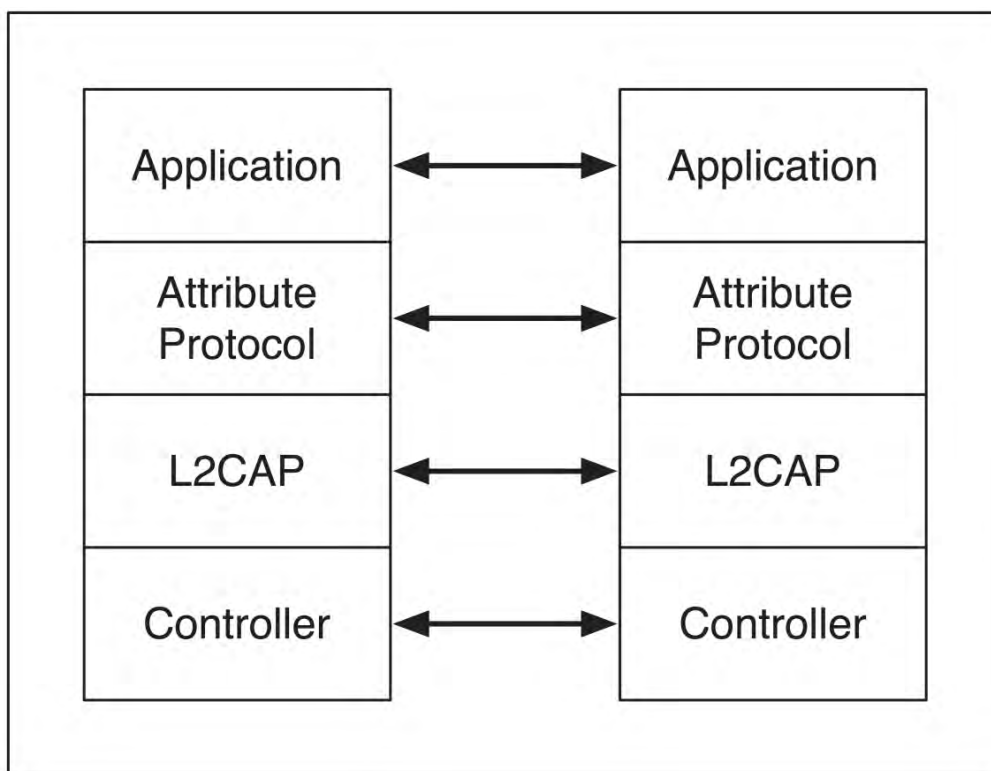 Application
Application
Attribute
Protocol
Attribute
Protocol
L2CAP
L2CAP
Controller
Controller